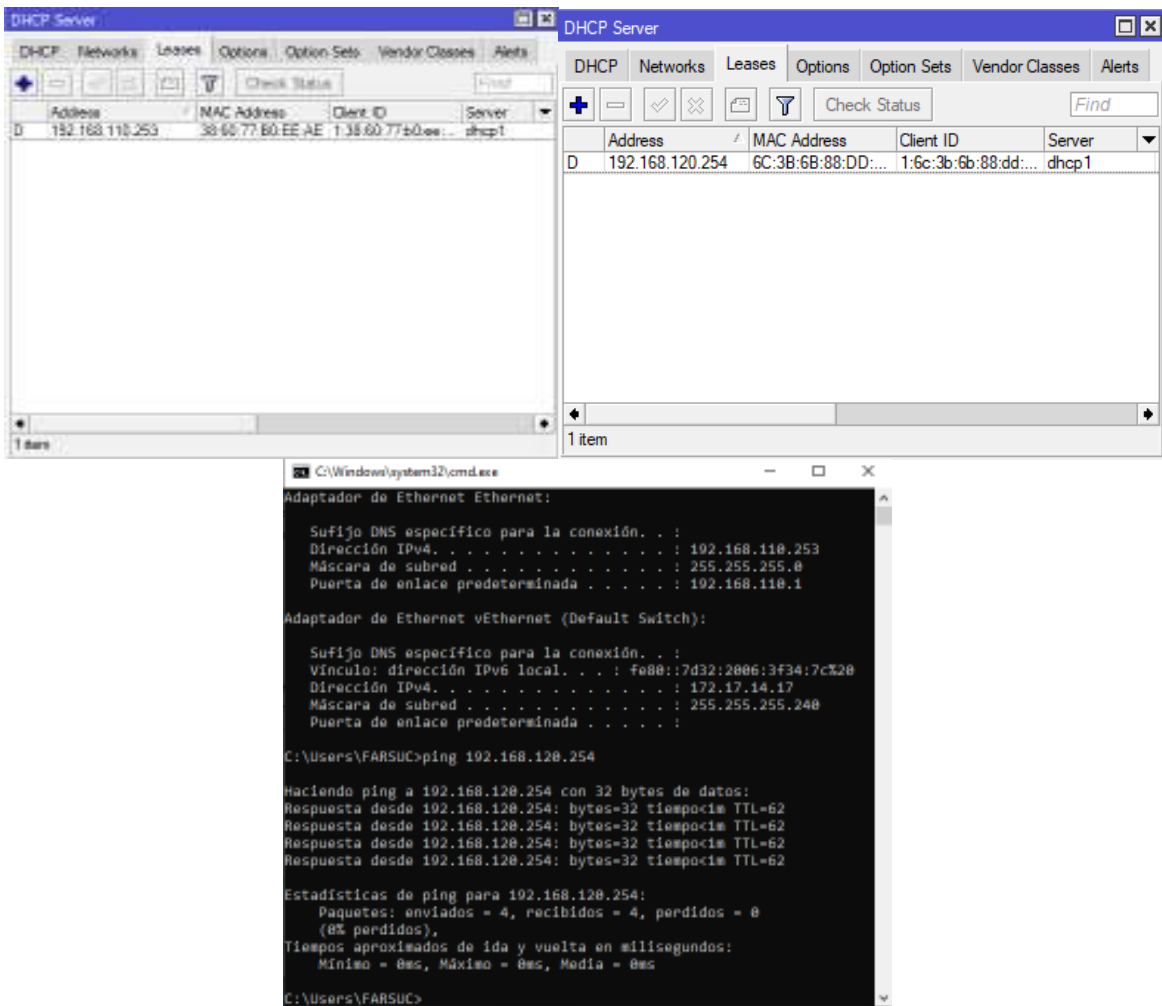 DHCP Server
DHCP Networks Leases Options Option Sets Vendor Classes Alerts
Check Status Find
Address MAC Address Client ID Server
D 192.168.110.253 38:60:77:B0:EE:AE 1:38:60:77:b0:ee:... dhcp1
1 item
DHCP Server
DHCP Networks Leases Options Option Sets Vendor Classes Alerts
Check Status Find
Address MAC Address Client ID Server
D 192.168.120.254 6C:3B:6B:88:DD:... 1:6c:3b:6b:88:dd:... dhcp1
1 item
C:\Windows\system32\cmd.exe
Adaptador de Ethernet Ethernet:
Sufijo DNS específico para la conexión. . :
Dirección IPv4. . . . . . . . . . . . . . : 192.168.110.253
Máscara de subred . . . . . . . . . . . . : 255.255.255.0
Puerta de enlace predeterminada . . . . . : 192.168.110.1
Adaptador de Ethernet vEthernet (Default Switch):
Sufijo DNS específico para la conexión. . :
Vínculo: dirección IPv6 local. . . : fe80::7d32:2006:3f34:7c%20
Dirección IPv4. . . . . . . . . . . . . . : 172.17.14.17
Máscara de subred . . . . . . . . . . . . : 255.255.255.240
Puerta de enlace predeterminada . . . . . :
C:\Users\FARSUC>ping 192.168.120.254
Haciendo ping a 192.168.120.254 con 32 bytes de datos:
Respuesta desde 192.168.120.254: bytes=32 tiempo<1m TTL=62
Respuesta desde 192.168.120.254: bytes=32 tiempo<1m TTL=62
Respuesta desde 192.168.120.254: bytes=32 tiempo<1m TTL=62
Respuesta desde 192.168.120.254: bytes=32 tiempo<1m TTL=62
Estadísticas de ping para 192.168.120.254:
Paquetes: enviados = 4, recibidos = 4, perdidos = 0
(0% perdidos),
Tiempos aproximados de ida y vuelta en milisegundos:
Mínimo = 0ms, Máximo = 0ms, Media = 0ms
C:\Users\FARSUC>